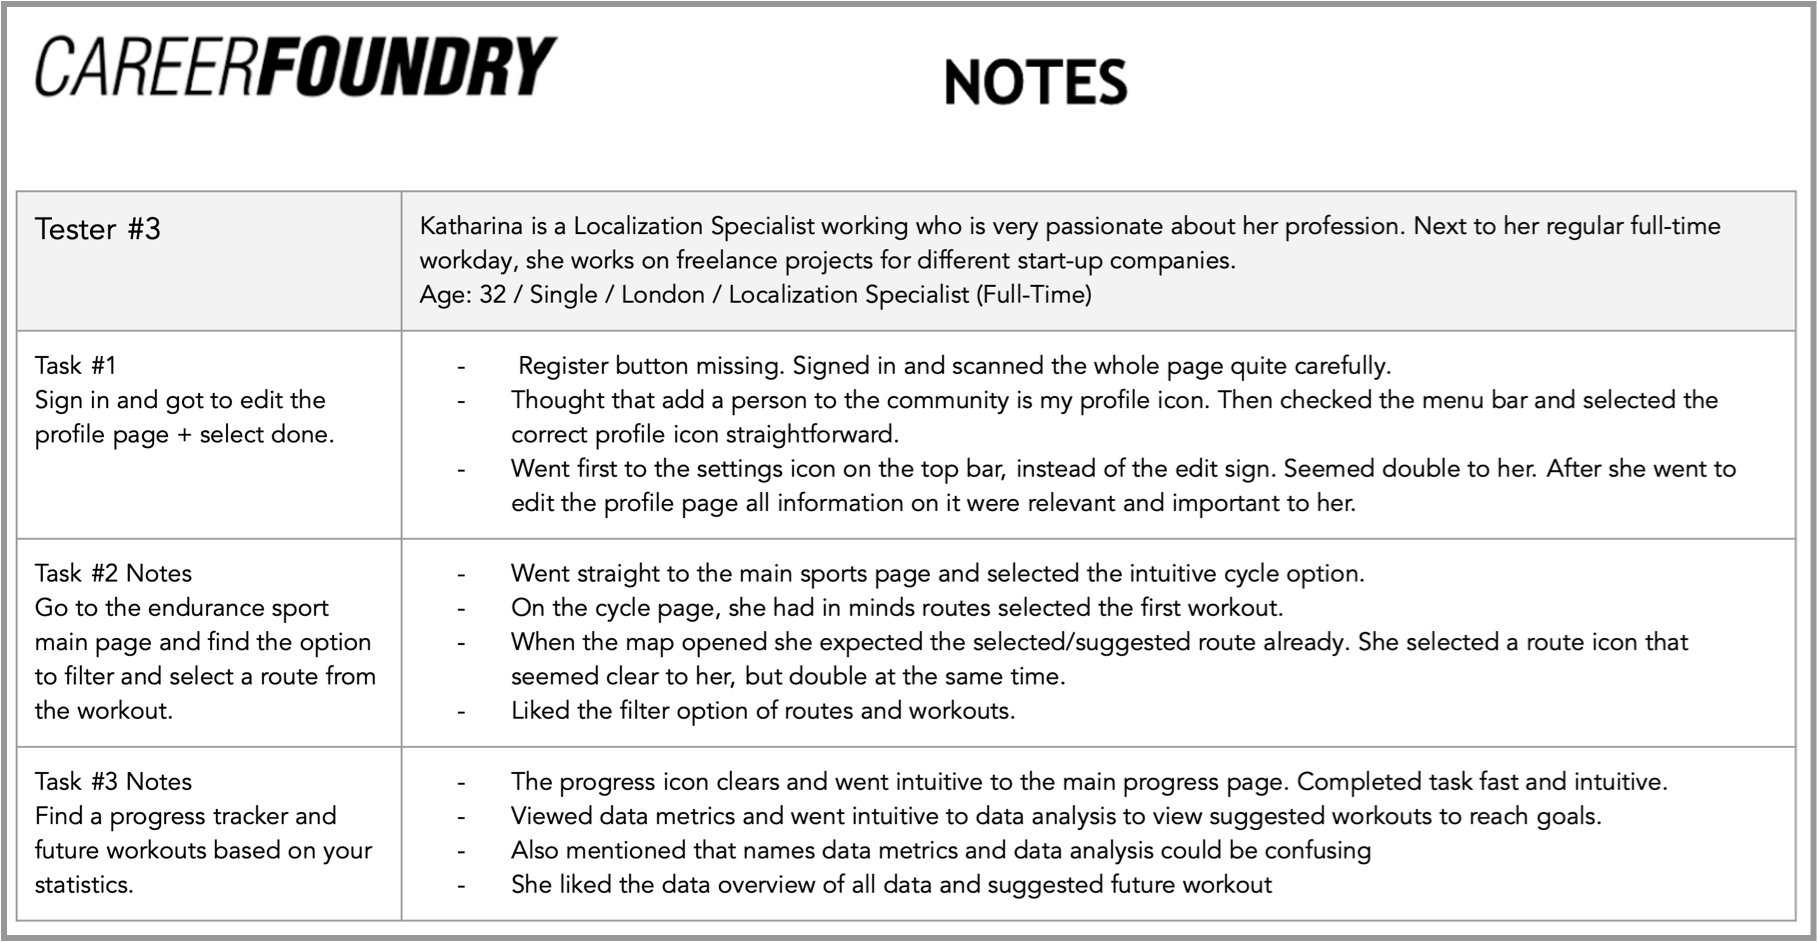 CAREERFOUNDRY
NOTES
Tester #3
Katharina is a Localization Specialist working who is very passionate about her profession. Next to her regular full-time
workday, she works on freelance projects for different start-up companies.
Age: 32 / Single / London / Localization Specialist (Full-Time)
Task #1
Sign in and got to edit the
profile page + select done.
- Register button missing. Signed in and scanned the whole page quite carefully.
- Thought that add a person to the community is my profile icon. Then checked the menu bar and selected the
correct profile icon straightforward.
- Went first to the settings icon on the top bar, instead of the edit sign. Seemed double to her. After she went to
edit the profile page all information on it were relevant and important to her.
Task #2 Notes
Go to the endurance sport
main page and find the option
to filter and select a route from
the workout.
- Went straight to the main sports page and selected the intuitive cycle option.
- On the cycle page, she had in minds routes selected the first workout.
- When the map opened she expected the selected/suggested route already. She selected a route icon that
seemed clear to her, but double at the same time.
- Liked the filter option of routes and workouts.
Task #3 Notes
Find a progress tracker and
future workouts based on your
statistics.
- The progress icon clears and went intuitive to the main progress page. Completed task fast and intuitive.
- Viewed data metrics and went intuitive to data analysis to view suggested workouts to reach goals.
- Also mentioned that names data metrics and data analysis could be confusing
- She liked the data overview of all data and suggested future workout